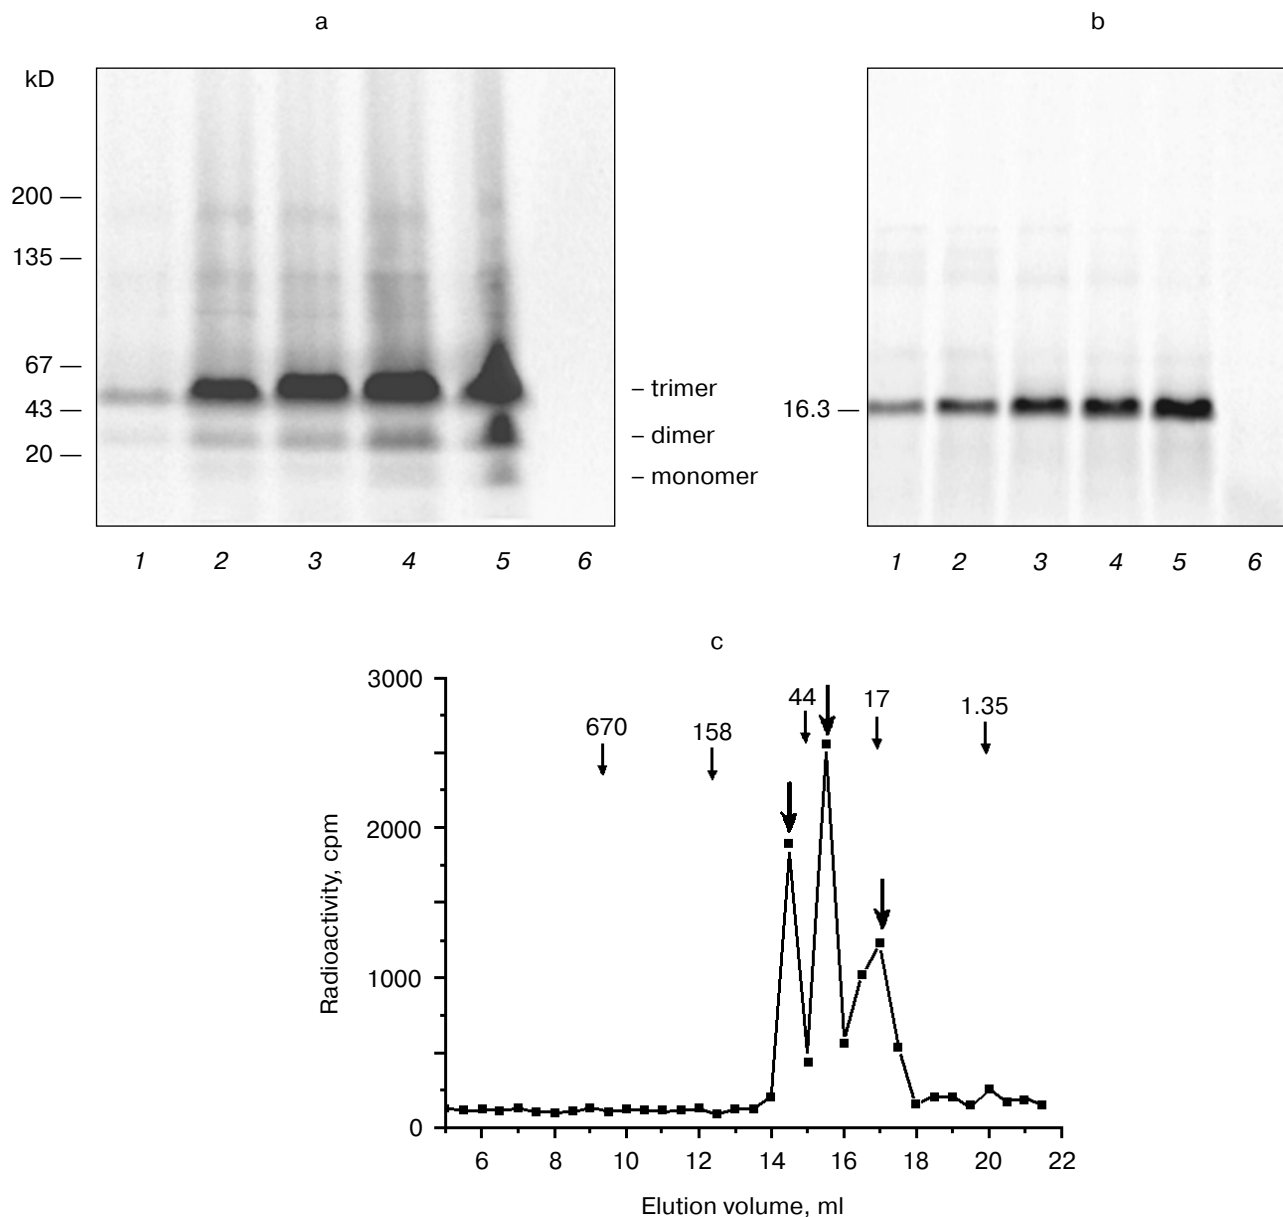 a
b
kD
200
135
67
43
20
– trimer
– dimer
– monomer
16.3
1 2 3 4 5 6
1 2 3 4 5 6
c
3000
2000
1000
0
Radioactivity, cpm
670
158
44
17
1.35
6 8 10 12 14 16 18 20 22
Elution volume, ml